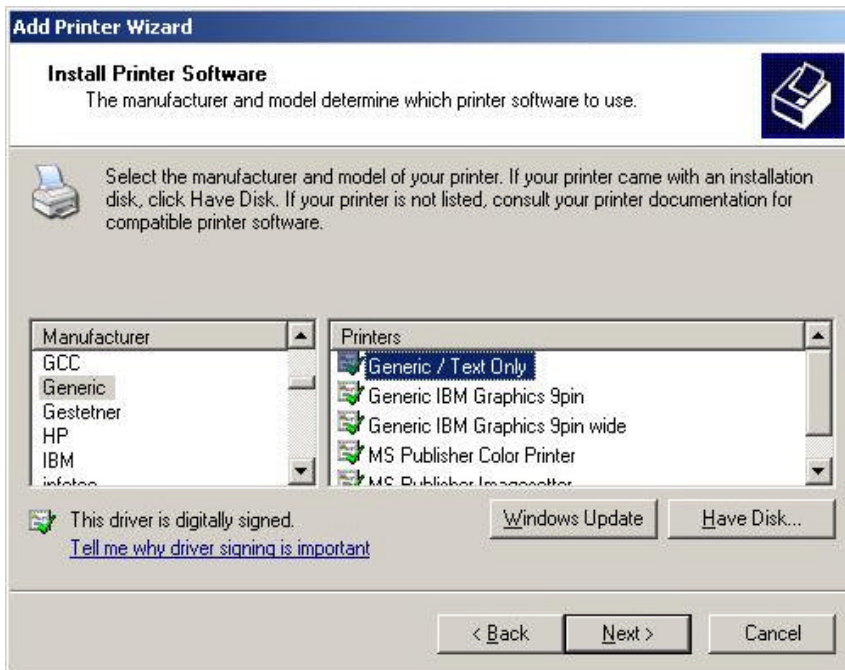 Add Printer Wizard
Install Printer Software
The manufacturer and model determine which printer software to use.
Select the manufacturer and model of your printer. If your printer came with an installation
disk, click Have Disk. If your printer is not listed, consult your printer documentation for
compatible printer software.
Manufacturer
GCC
Generic
Gestetner
HP
IBM
infotec
Printers
Generic / Text Only
Generic IBM Graphics 9pin
Generic IBM Graphics 9pin wide
MS Publisher Color Printer
MS Publisher Imagesetter
This driver is digitally signed.
Tell me why driver signing is important
Windows Update
Have Disk...
< Back
Next >
Cancel